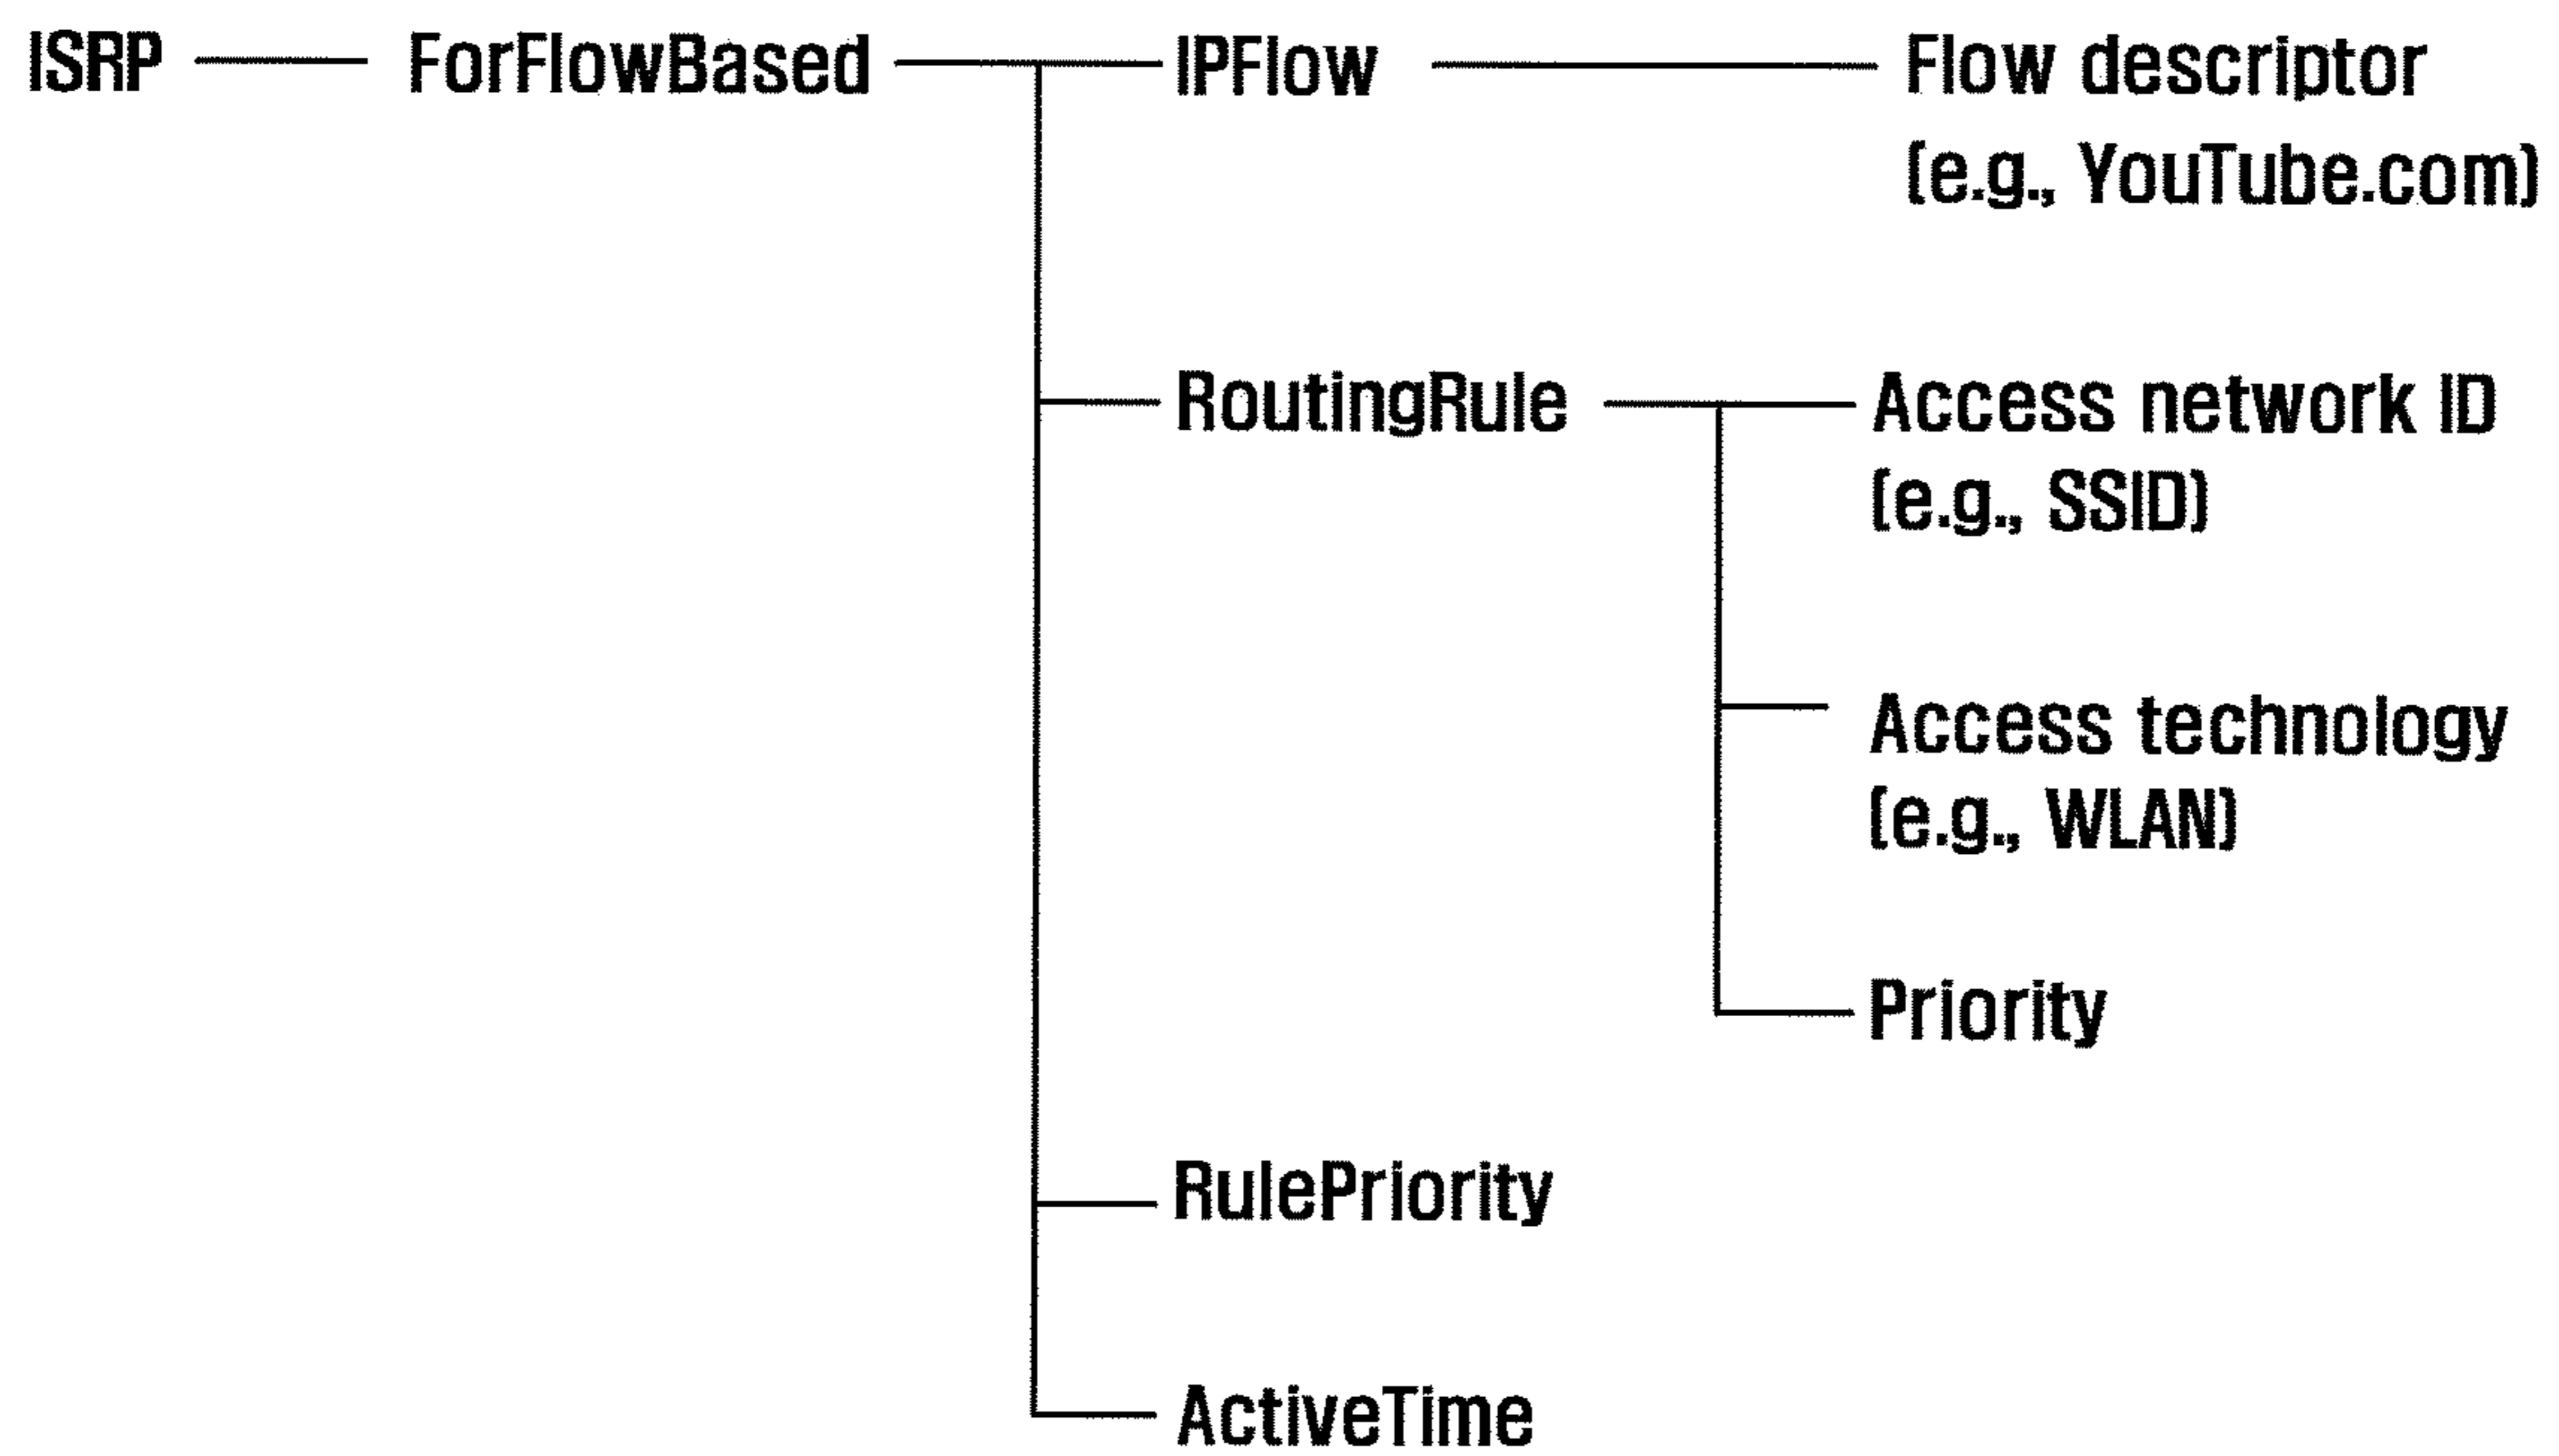 ISRP
ForFlowBased
IPFlow
Flow descriptor
(e.g., YouTube.com)
RoutingRule
Access network ID
(e.g., SSID)
Access technology
(e.g., WLAN)
Priority
RulePriority
ActiveTime